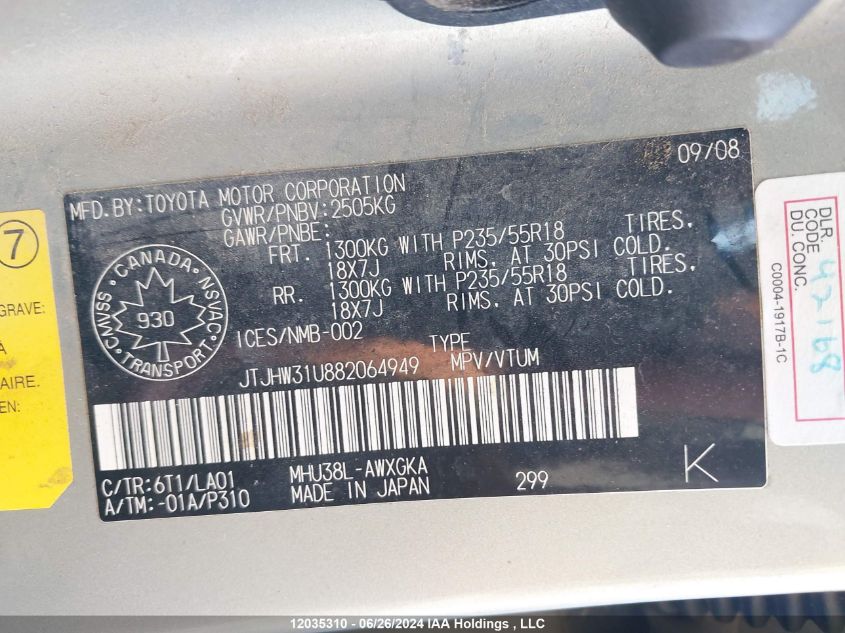 09/08
MFD.BY:TOYOTA MOTOR CORPORATION
GVWR/PNBV:2505KG
GAWR/PNBE:
FRT. 1300KG WITH P235/55R18 TIRES,
18X7J RIMS, AT 30PSI COLD.
RR. 1300KG WITH P235/55R18 TIRES,
18X7J RIMS, AT 30PSI COLD.
ICES/NMB-002
TYPE
JTJHW31U882064949 MPV/VTUM
CANADA
CMVSS 930 NSVAC
TRANSPORT
C/TR:6T1/LA01 MHU38L-AWXGKA
A/TM:-01A/P310 MADE IN JAPAN 299 K
7
GRAVE:
À
AIRE.
EN:
DLR.
CODE
DU. CONC.
42168
C0004-1917B-1C
12035310 - 06/26/2024 IAA Holdings , LLC